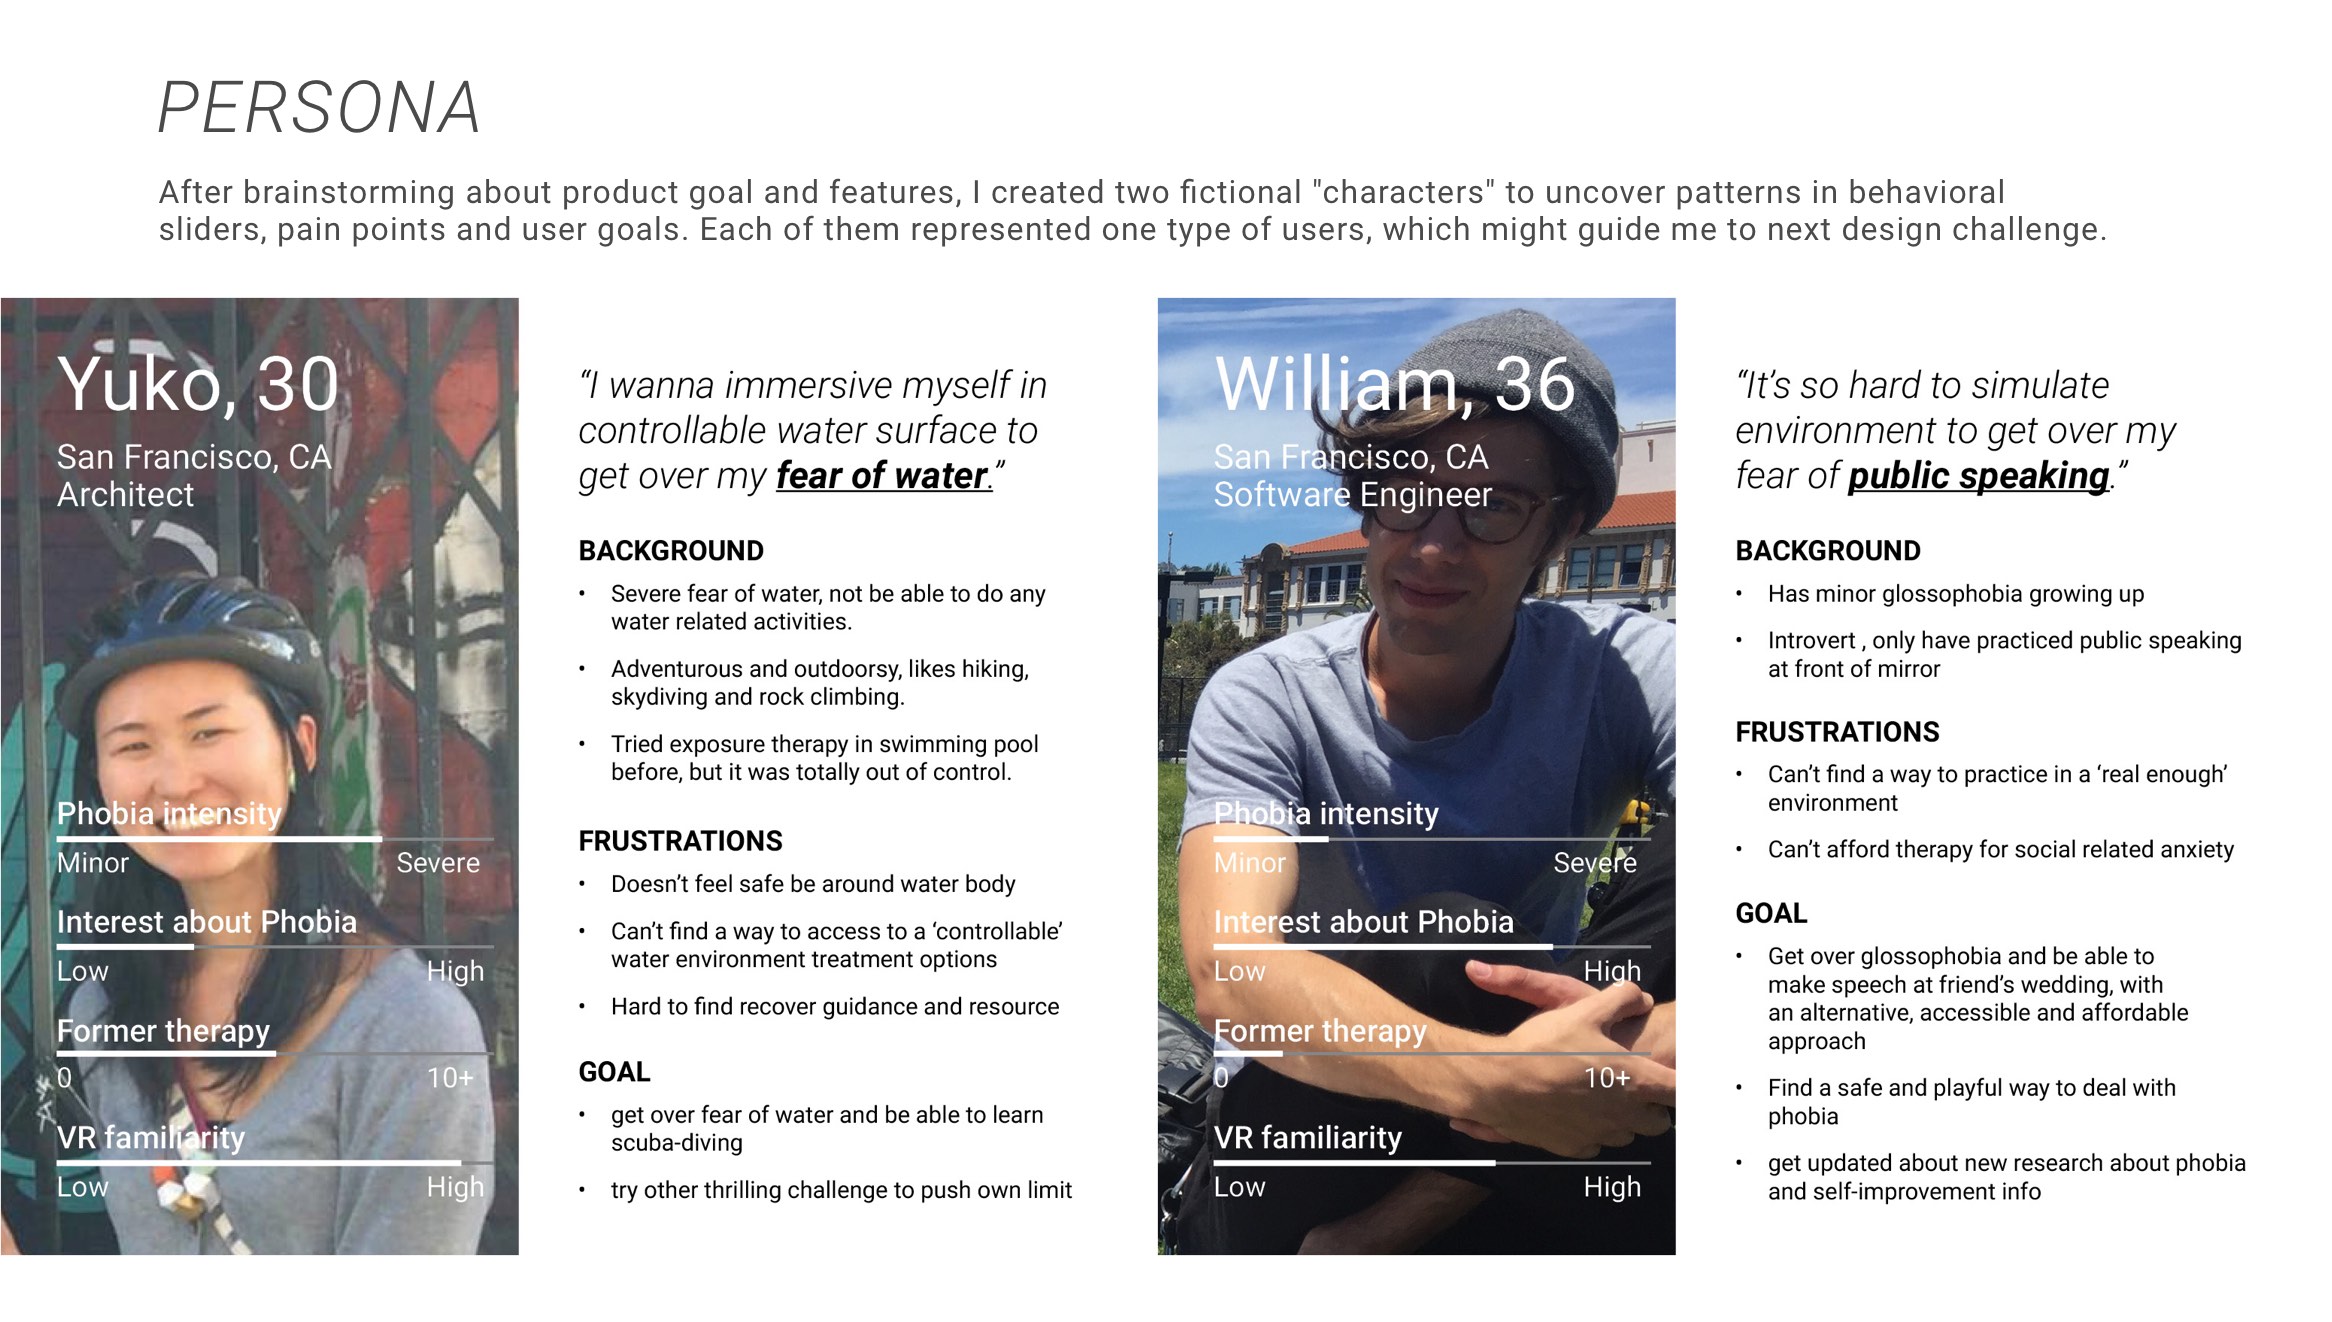 PERSONA
After brainstorming about product goal and features, I created two fictional "characters" to uncover patterns in behavioral
sliders, pain points and user goals. Each of them represented one type of users, which might guide me to next design challenge.
Yuko, 30
San Francisco, CA
Architect
Phobia intensity
Minor Severe
Interest about Phobia
Low High
Former therapy
0 10+
VR familiarity
Low High
“I wanna immersive myself in
controllable water surface to
get over my fear of water.”
BACKGROUND
• Severe fear of water, not be able to do any
water related activities.
• Adventurous and outdoorsy, likes hiking,
skydiving and rock climbing.
• Tried exposure therapy in swimming pool
before, but it was totally out of control.
FRUSTRATIONS
• Doesn’t feel safe be around water body
• Can’t find a way to access to a ‘controllable’
water environment treatment options
• Hard to find recover guidance and resource
GOAL
• get over fear of water and be able to learn
scuba-diving
• try other thrilling challenge to push own limit
William, 36
San Francisco, CA
Software Engineer
Phobia intensity
Minor Severe
Interest about Phobia
Low High
Former therapy
0 10+
VR familiarity
Low High
“It’s so hard to simulate
environment to get over my
fear of public speaking.”
BACKGROUND
• Has minor glossophobia growing up
• Introvert , only have practiced public speaking
at front of mirror
FRUSTRATIONS
• Can’t find a way to practice in a ‘real enough’
environment
• Can’t afford therapy for social related anxiety
GOAL
• Get over glossophobia and be able to
make speech at friend’s wedding, with
an alternative, accessible and affordable
approach
• Find a safe and playful way to deal with
phobia
• get updated about new research about phobia
and self-improvement info